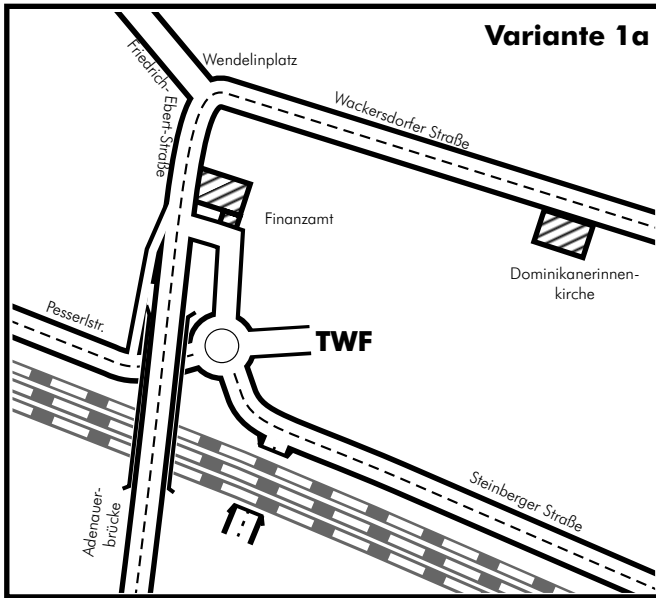 Variante 1a
Wendelinplatz
Friedrich-
Ebert-Straße
Wackersdorfer Straße
Finanzamt
Dominikanerinnen-
kirche
Pesserlstr.
TWF
Steinberger Straße
Adenauer-
brücke